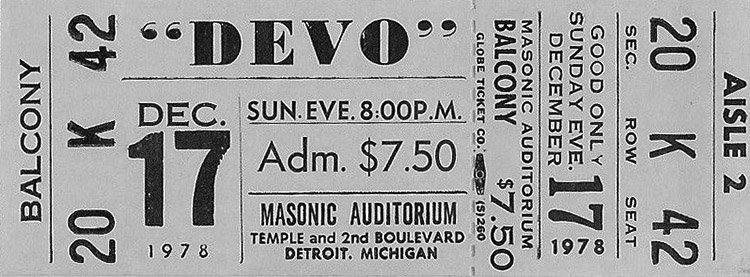 BALCONY
42
K
20
"DEVO"
DEC.
17
1978
SUN. EVE. 8:00 P.M.
Adm. $7.50
MASONIC AUDITORIUM
TEMPLE and 2nd BOULEVARD
DETROIT, MICHIGAN
GLOBE TICKET CO. (5)260
BALCONY $7.50
MASONIC AUDITORIUM
DECEMBER 17
SUNDAY EVE. 1978
GOOD ONLY
SEC. ROW SEAT
20 K 42
AISLE 2